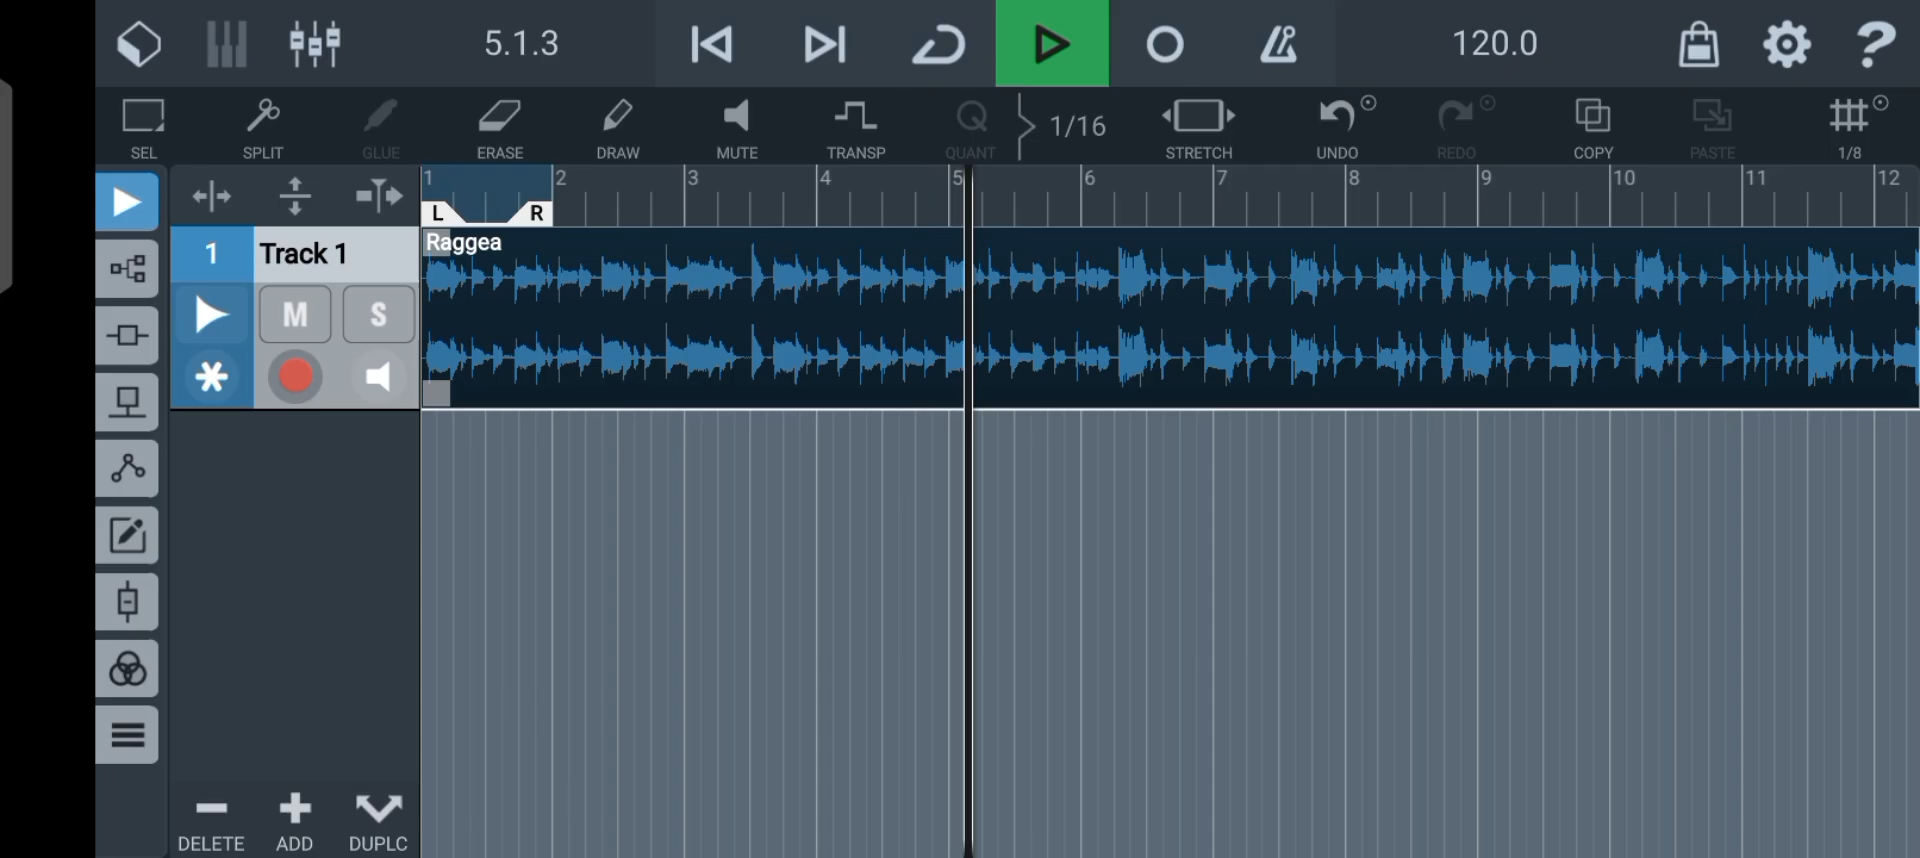 5.1.3
120.0
SEL SPLIT GLUE ERASE DRAW MUTE TRANSP QUANT 1/16 STRETCH UNDO REDO COPY PASTE 1/8
1 2 3 4 5 6 7 8 9 10 11 12
L R
1 Track 1
Raggea
M S
DELETE ADD DUPLC